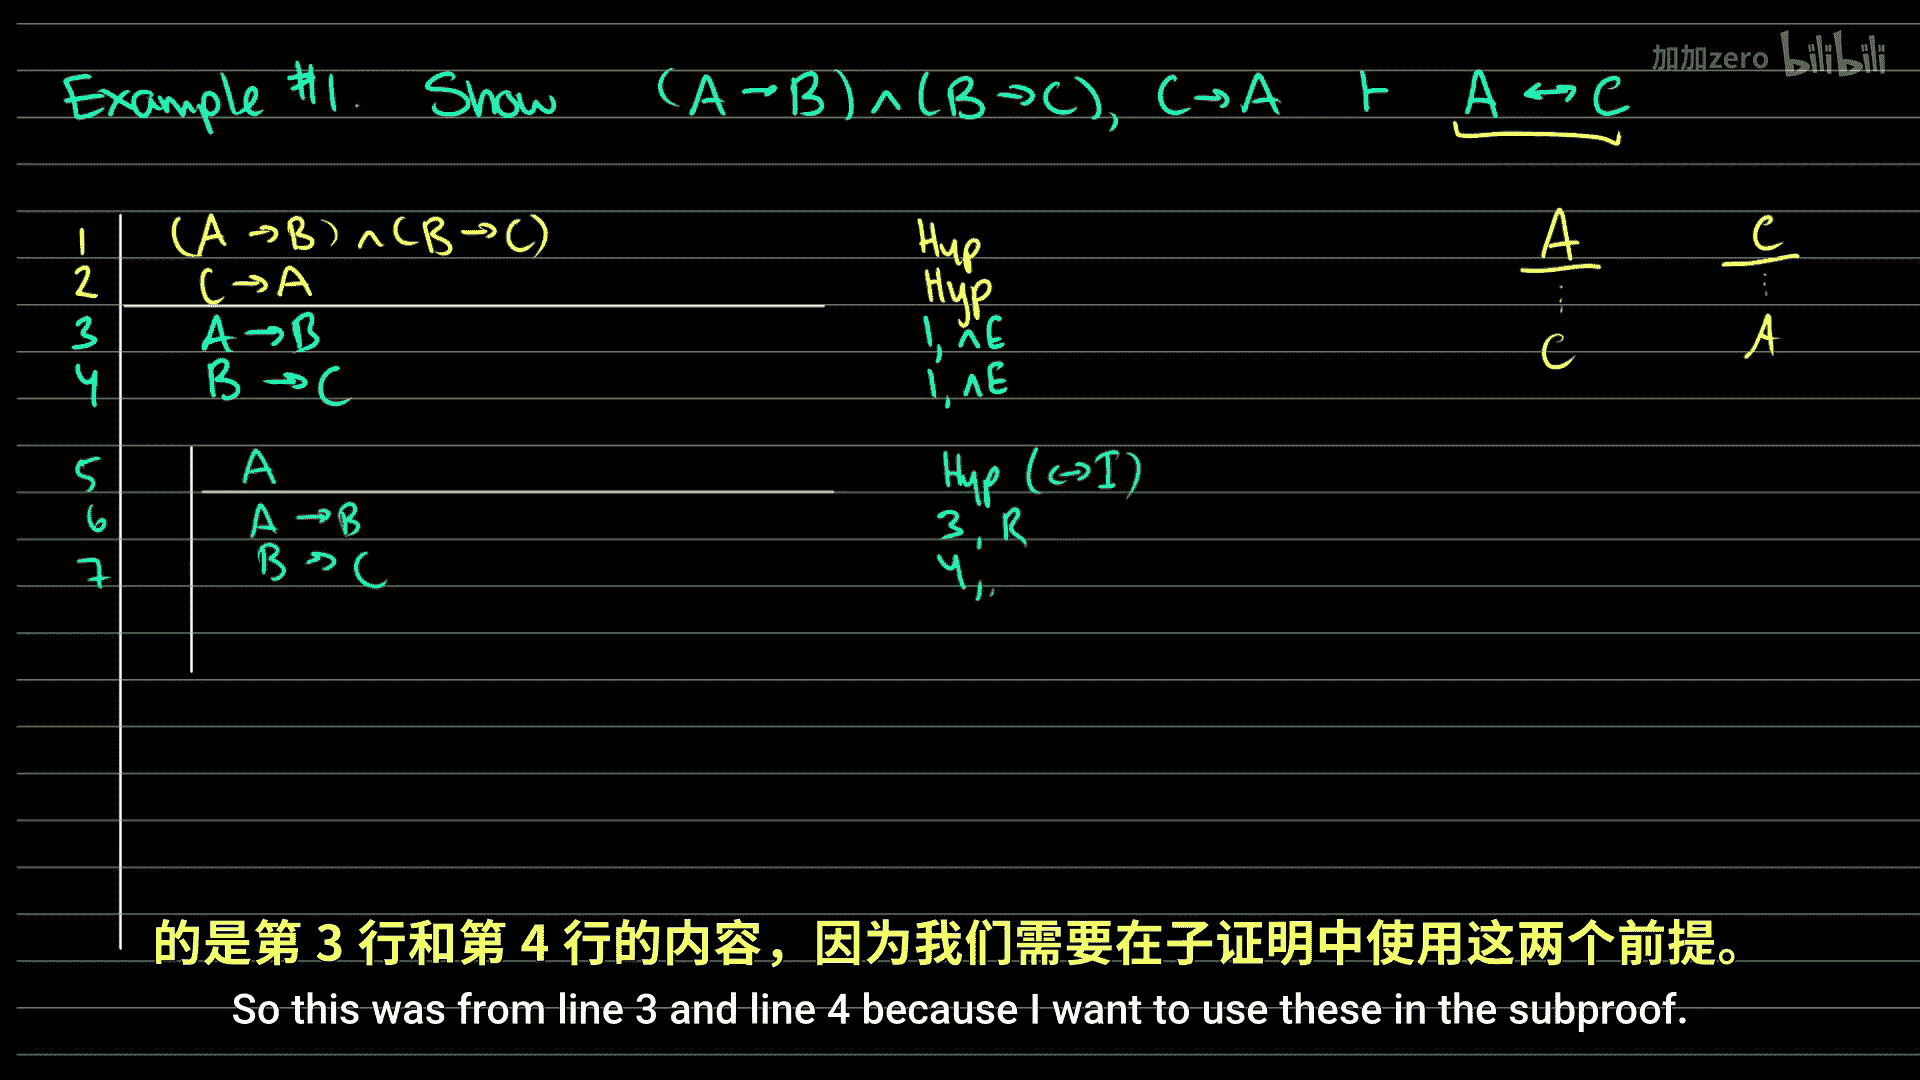 加加zero bilibili
Example #1. Show (A→B)∧(B→C), C→A ⊢ A↔C
1 (A→B)∧(B→C) Hyp
2 C→A Hyp
3 A→B 1, ∧E
4 B→C 1, ∧E
A C
⋮ ⋮
C A
5 A Hyp (↔I)
6 A→B 3, R
7 B→C 4,
的是第 3 行和第 4 行的内容，因为我们需要在子证明中使用这两个前提。
So this was from line 3 and line 4 because I want to use these in the subproof.